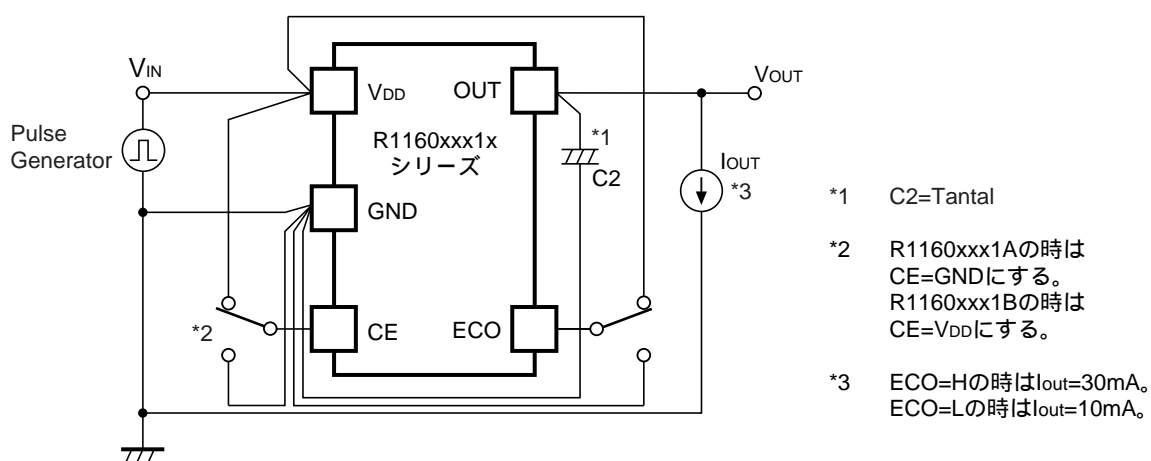 VIN
Pulse
Generator
VDD
OUT
VOUT
R1160xxx1x
シリーズ
*1
C2
IOUT
*3
GND
*2
CE
ECO
*1 C2=Tantal
*2 R1160xxx1Aの時は
CE=GNDにする。
R1160xxx1Bの時は
CE=VDDにする。
*3 ECO=Hの時はIout=30mA。
ECO=Lの時はIout=10mA。